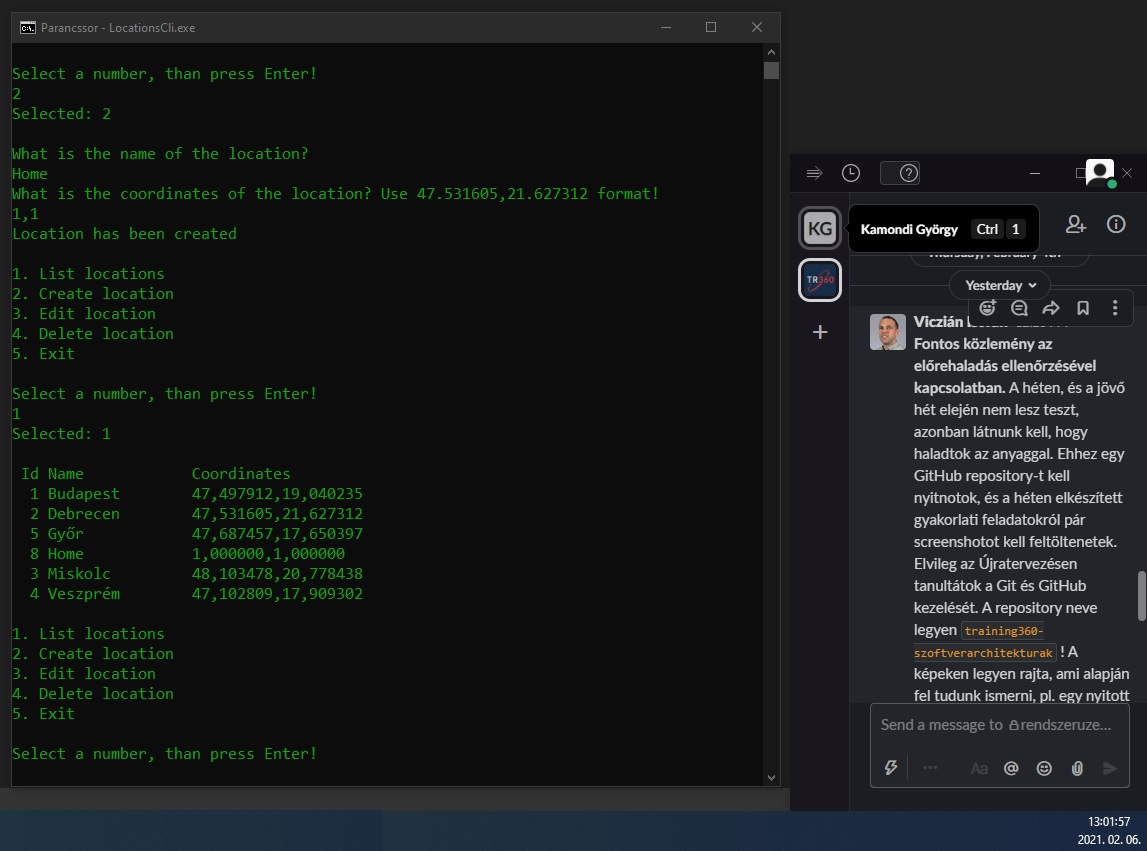 Parancssor - LocationsCli.exe
Select a number, than press Enter!
2
Selected: 2
What is the name of the location?
Home
What is the coordinates of the location? Use 47.531605,21.627312 format!
1,1
Location has been created
1. List locations
2. Create location
3. Edit location
4. Delete location
5. Exit
Select a number, than press Enter!
1
Selected: 1
Id Name Coordinates
1 Budapest 47,497912,19,040235
2 Debrecen 47,531605,21,627312
5 Győr 47,687457,17,650397
8 Home 1,000000,1,000000
3 Miskolc 48,103478,20,778438
4 Veszprém 47,102809,17,909302
1. List locations
2. Create location
3. Edit location
4. Delete location
5. Exit
Select a number, than press Enter!
KG
Kamondi György Ctrl 1
TR360
Thursday, February 4th
Yesterday
Viczián
Fontos közlemény az
előrehaladás ellenőrzésével
kapcsolatban. A héten, és a jövő
hét elején nem lesz teszt,
azonban látnunk kell, hogy
haladtok az anyaggal. Ehhez egy
GitHub repository-t kell
nyitnotok, és a héten elkészített
gyakorlati feladatokról pár
screenshotot kell feltöltenetek.
Elvileg az Újratervezésen
tanultátok a Git és GitHub
kezelését. A repository neve
legyen training360-
szoftverarchitekturak ! A
képeken legyen rajta, ami alapján
fel tudunk ismerni, pl. egy nyitott
Send a message to rendszeruze...
Aa
13:01:57
2021. 02. 06.